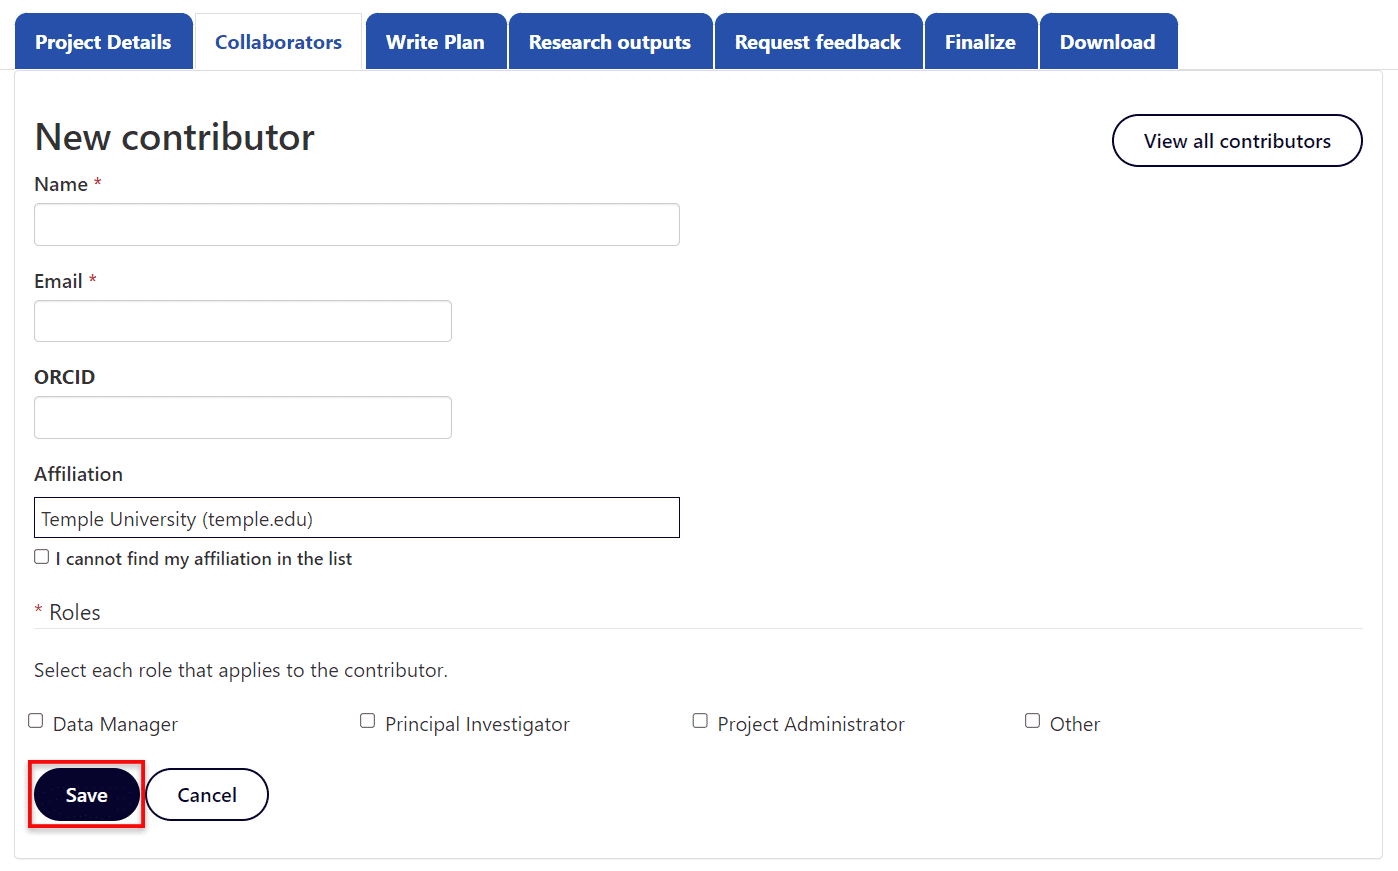 Project Details Collaborators Write Plan Research outputs Request feedback Finalize Download
New contributor
View all contributors
Name *
Email *
ORCID
Affiliation
Temple University (temple.edu)
I cannot find my affiliation in the list
* Roles
Select each role that applies to the contributor.
Data Manager Principal Investigator Project Administrator Other
Save Cancel